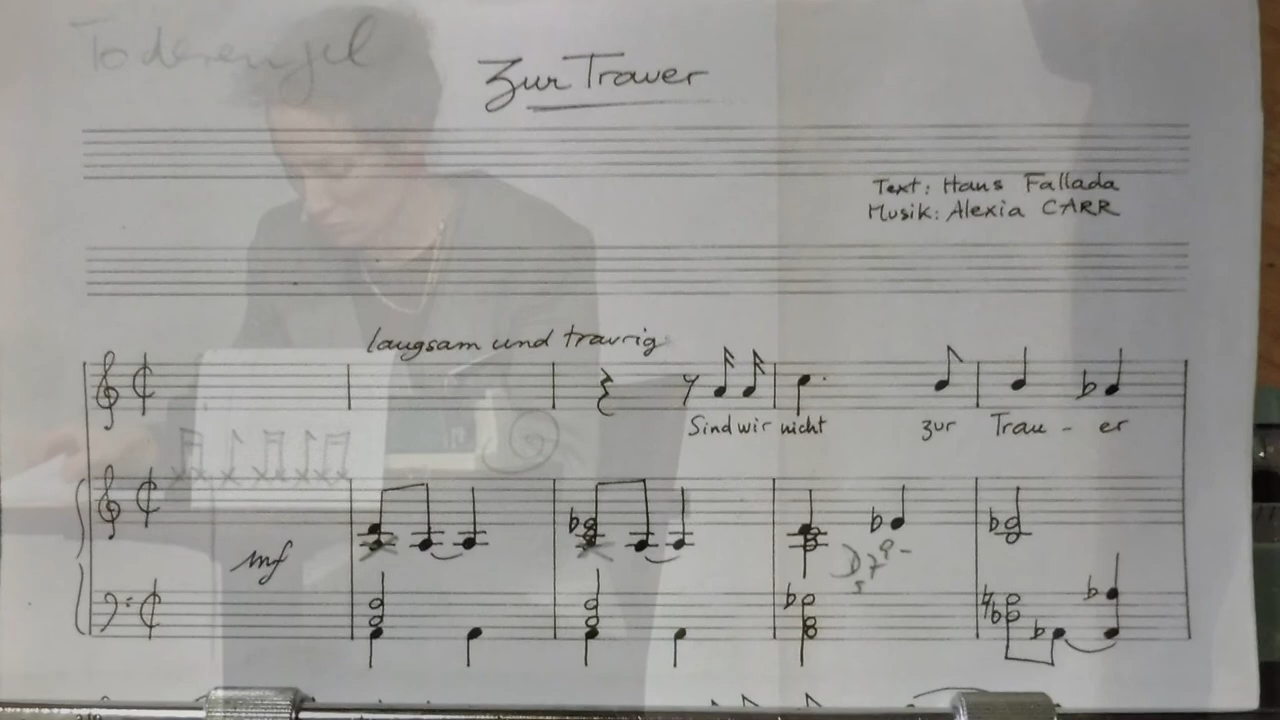 Todesengel
Zur Trauer
Text: Hans Fallada
Musik: Alexia CARR
langsam und traurig
Sind wir nicht zur Trau - er
mf